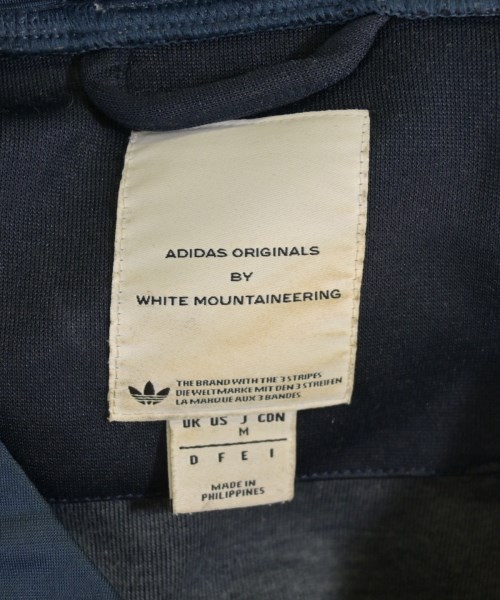 ADIDAS ORIGINALS
BY
WHITE MOUNTAINEERING
THE BRAND WITH THE 3 STRIPES
DIE WELTMARKE MIT DEN 3 STREIFEN
LA MARQUE AUX 3 BANDES
UK US J CDN
M
D F E I
MADE IN
PHILIPPINES